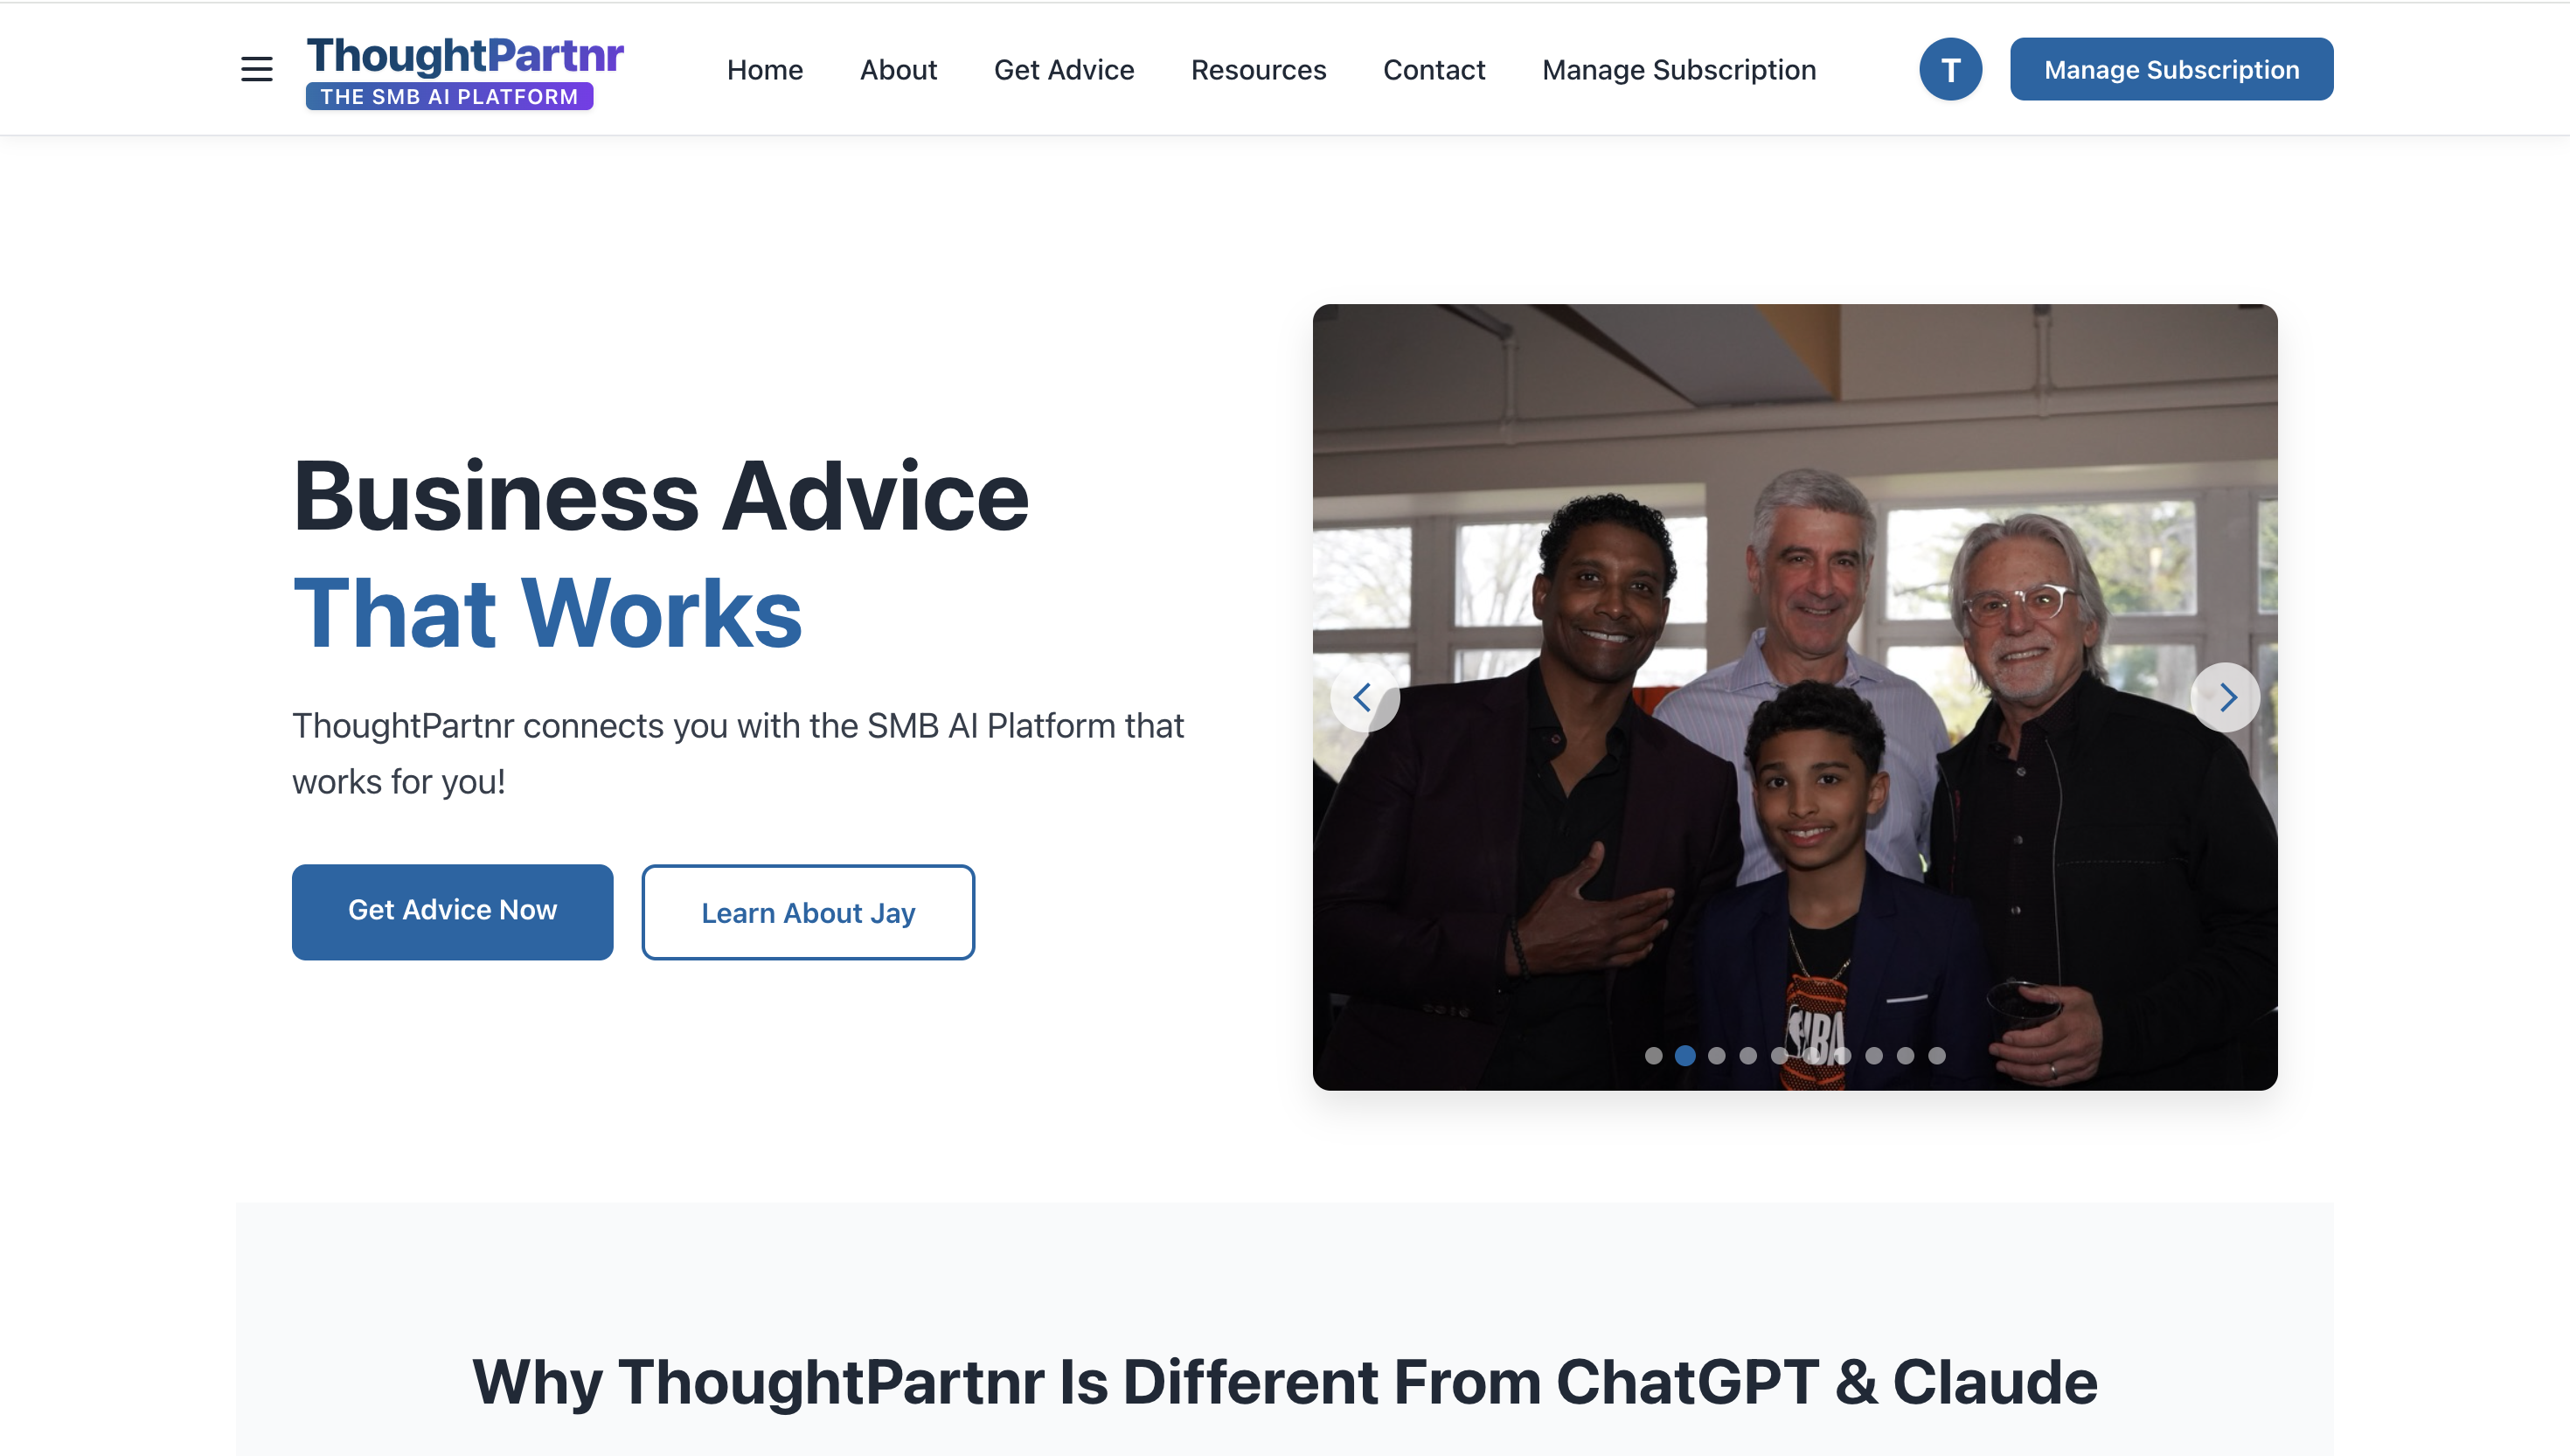 ThoughtPartnr
THE SMB AI PLATFORM
Home
About
Get Advice
Resources
Contact
Manage Subscription
T
Manage Subscription
Business Advice
That Works
ThoughtPartnr connects you with the SMB AI Platform that
works for you!
Get Advice Now
Learn About Jay
NBA
Why ThoughtPartnr Is Different From ChatGPT & Claude